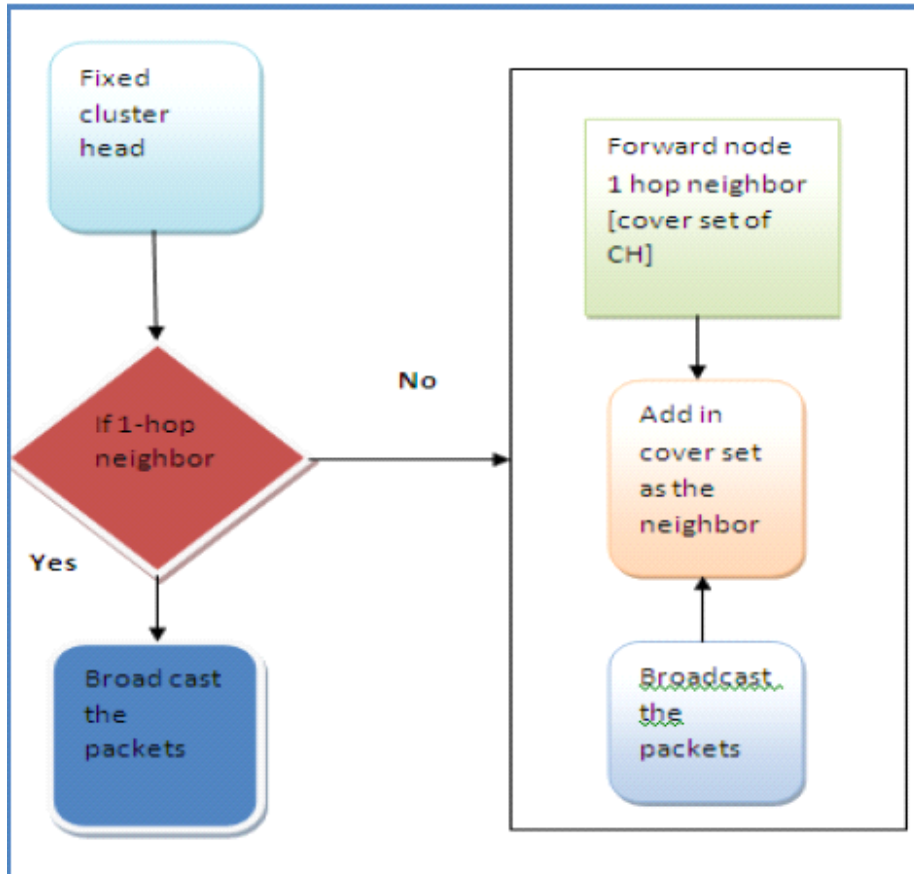 Fixed
cluster
head
If 1-hop
neighbor
Yes
No
Broad cast
the
packets
Forward node
1 hop neighbor
[cover set of
CH]
Add in
cover set
as the
neighbor
Broadcast
the
packets